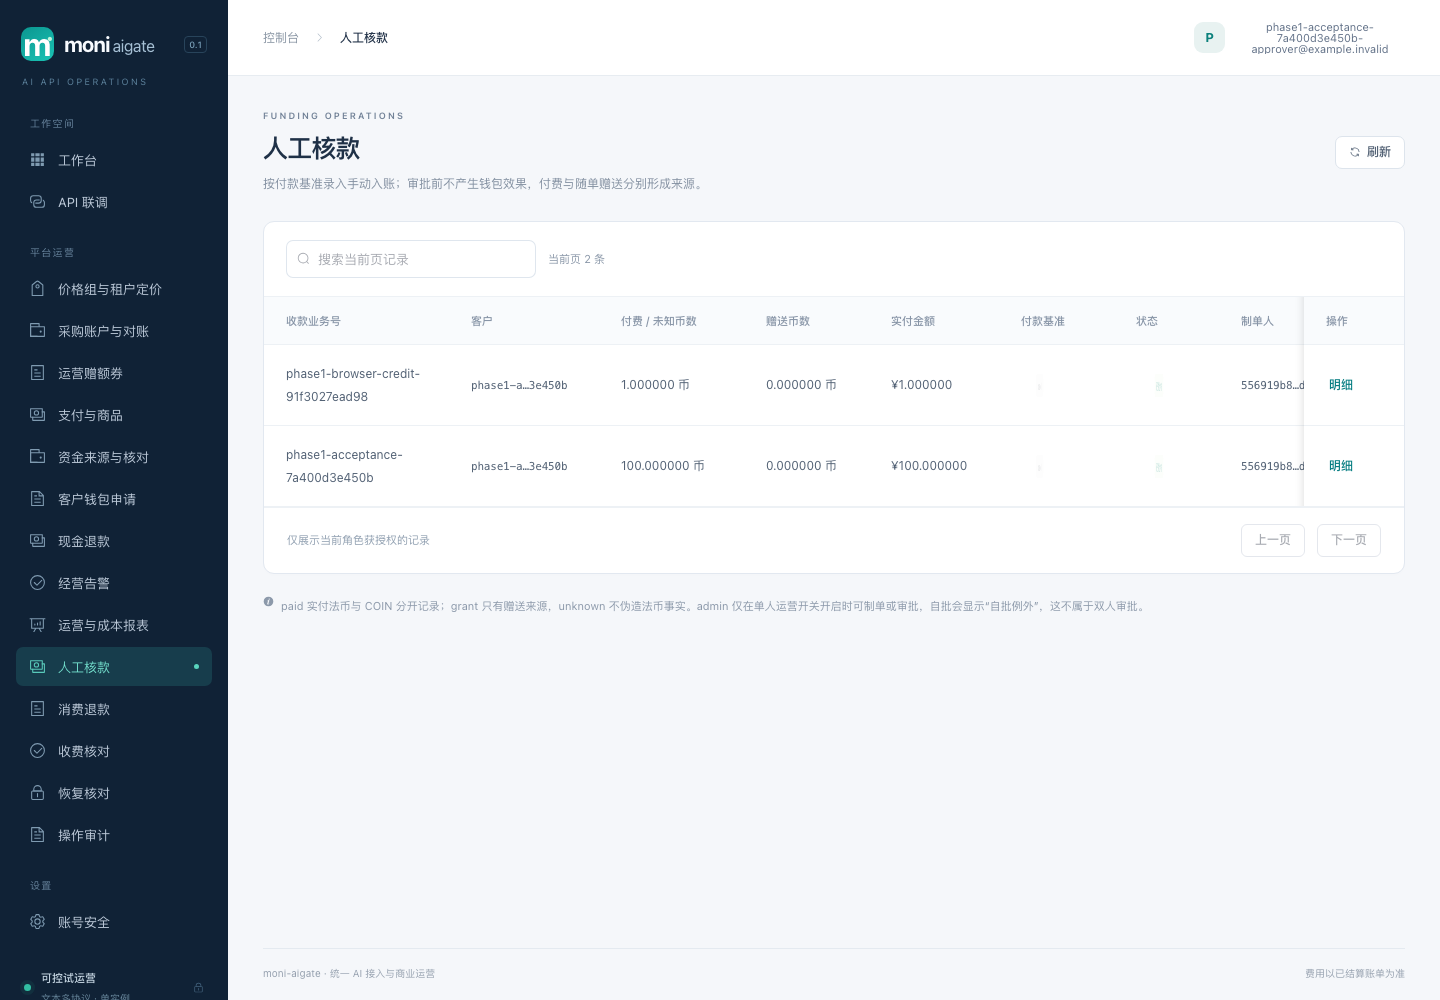 moni aigate
0.1
AI API OPERATIONS
工作空间
工作台
API 联调
平台运营
价格组与租户定价
采购账户与对账
运营赠额券
支付与商品
资金来源与核对
客户钱包申请
现金退款
经营告警
运营与成本报表
人工核款
消费退款
收费核对
恢复核对
操作审计
设置
账号安全
可控试运营
文本多协议 · 单实例
控制台
人工核款
P
phase1-acceptance-
7a400d3e450b-
approver@example.invalid
FUNDING OPERATIONS
人工核款
刷新
按付款基准录入手动入账；审批前不产生钱包效果，付费与随单赠送分别形成来源。
搜索当前页记录
当前页 2 条
收款业务号 客户 付费 / 未知币数 赠送币数 实付金额 付款基准 状态 制单人 操作
phase1-browser-credit-
91f3027ead98
phase1-a…3e450b 1.000000 币 0.000000 币 ¥1.000000 556919b8…d 明细
phase1-acceptance-
7a400d3e450b
phase1-a…3e450b 100.000000 币 0.000000 币 ¥100.000000 556919b8…d 明细
仅展示当前角色获授权的记录
上一页 下一页
paid 实付法币与 COIN 分开记录；grant 只有赠送来源，unknown 不伪造法币事实。admin 仅在单人运营开关开启时可制单或审批，自批会显示“自批例外”，这不属于双人审批。
moni-aigate · 统一 AI 接入与商业运营
费用以已结算账单为准